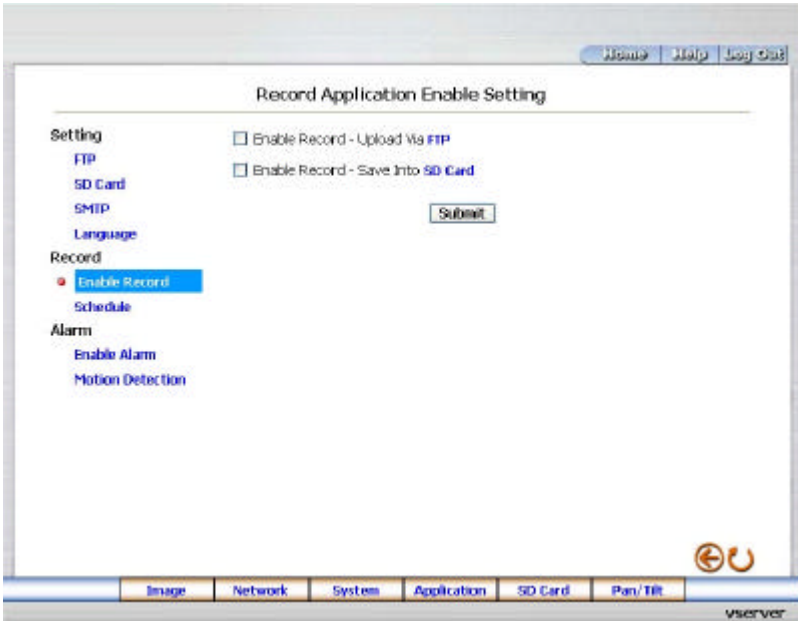 Home Help Log Out
Record Application Enable Setting
Setting
FTP
SD Card
SMTP
Language
Record
Enable Record
Schedule
Alarm
Enable Alarm
Motion Detection
Enable Record - Upload Via FTP
Enable Record - Save Into SD Card
Submit
Image Network System Application SD Card Pan/Tilt
vserver